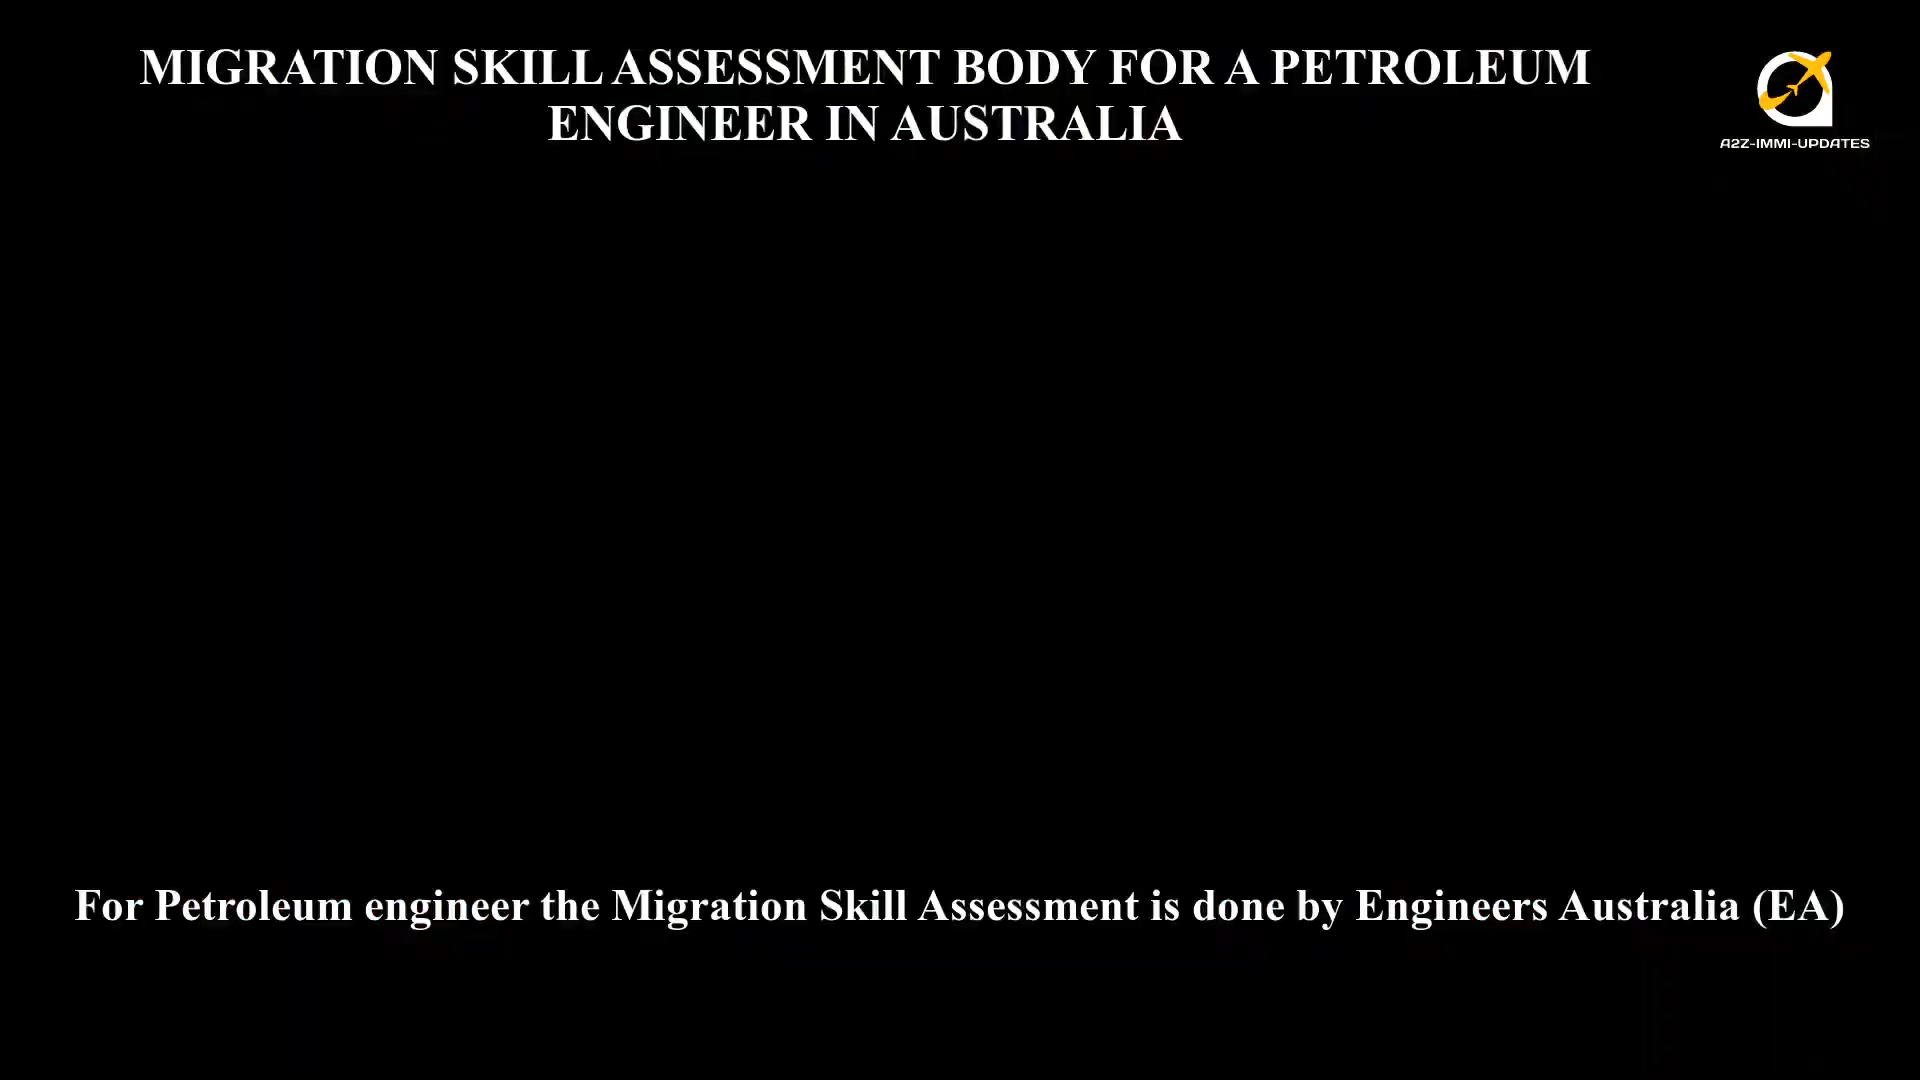 MIGRATION SKILL ASSESSMENT BODY FOR A PETROLEUM
ENGINEER IN AUSTRALIA
A2Z-IMMI-UPDATES
For Petroleum engineer the Migration Skill Assessment is done by Engineers Australia (EA)